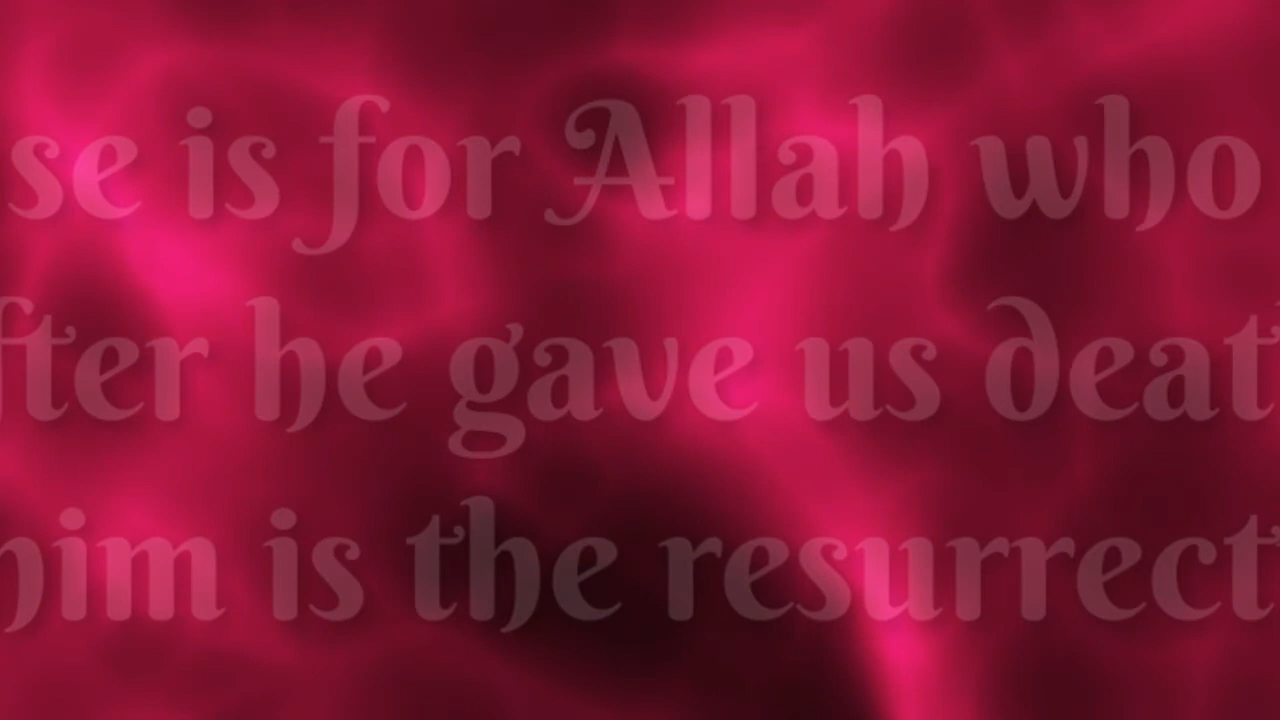 se is for Allah who
fter he gave us deat
him is the resurrect